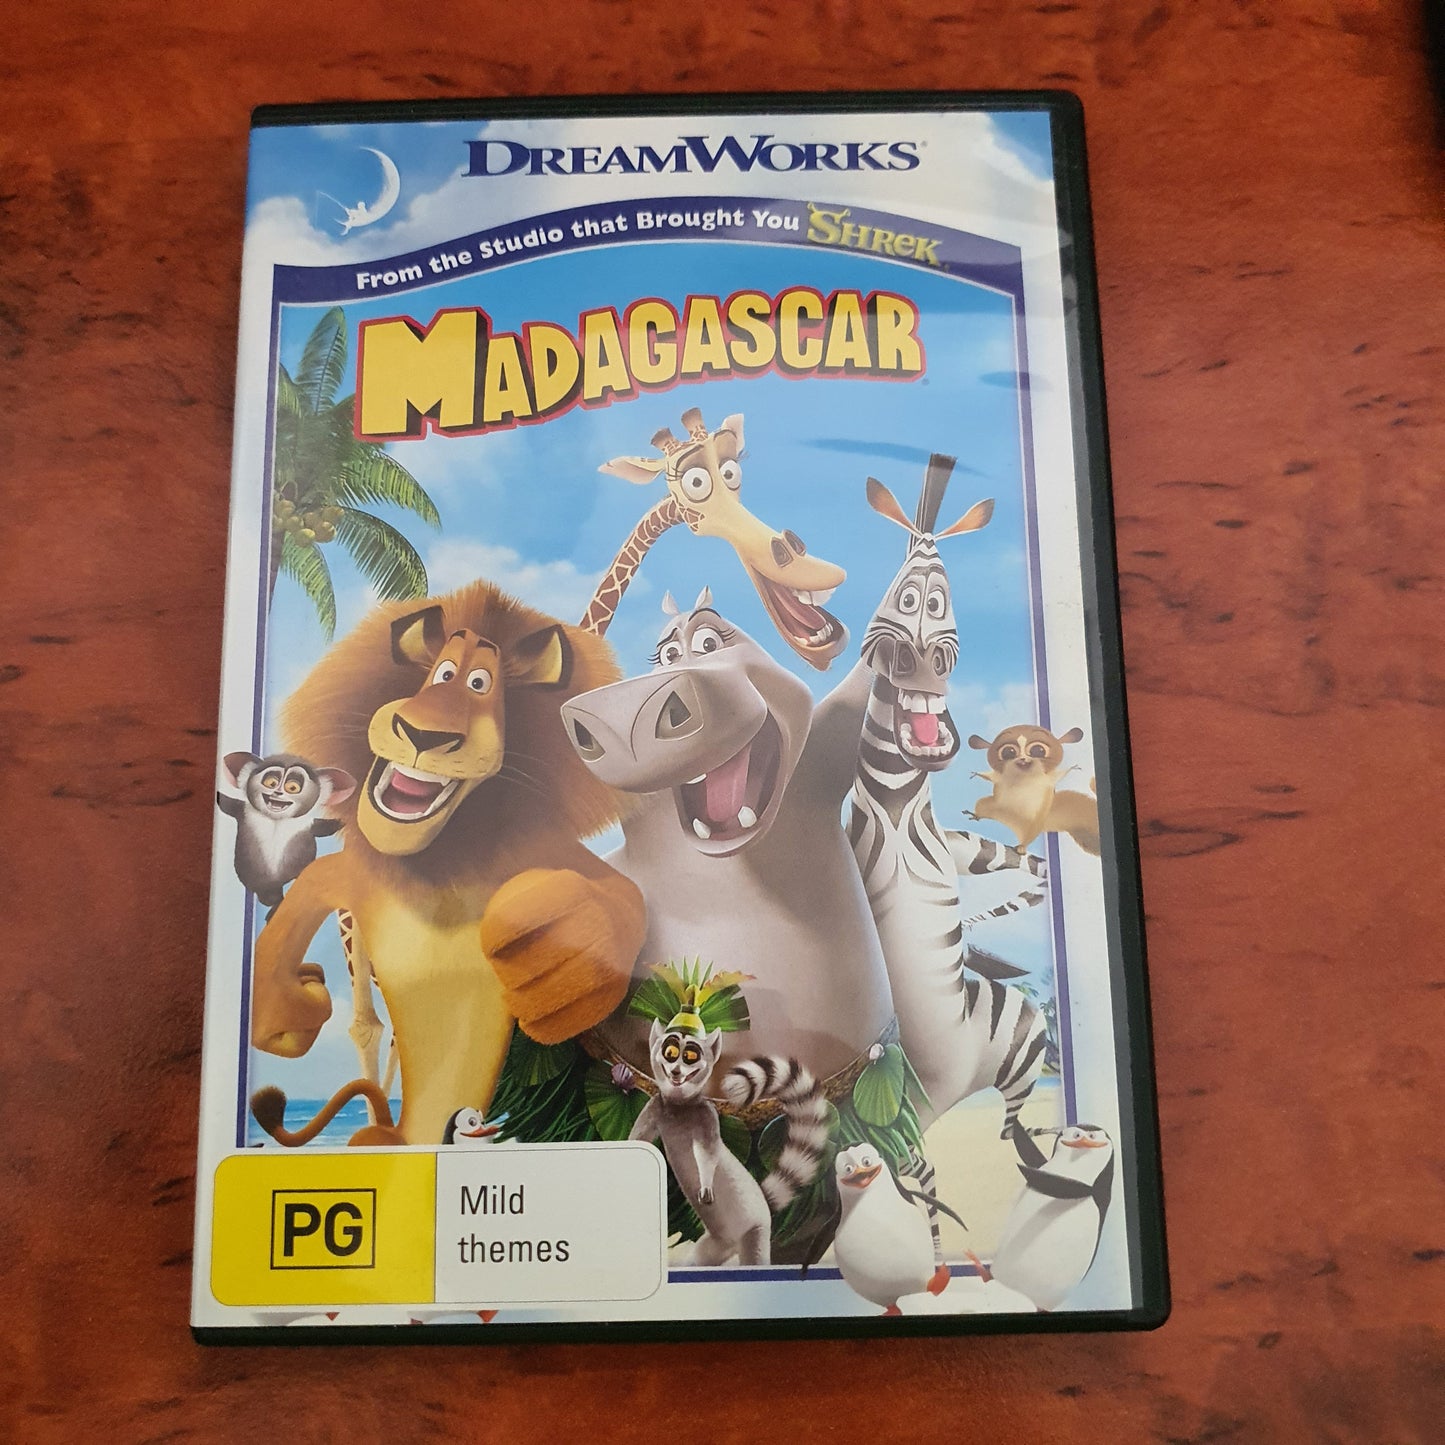 DREAMWORKS®
From the Studio that Brought You SHREK
MADAGASCAR
PG
Mild
themes